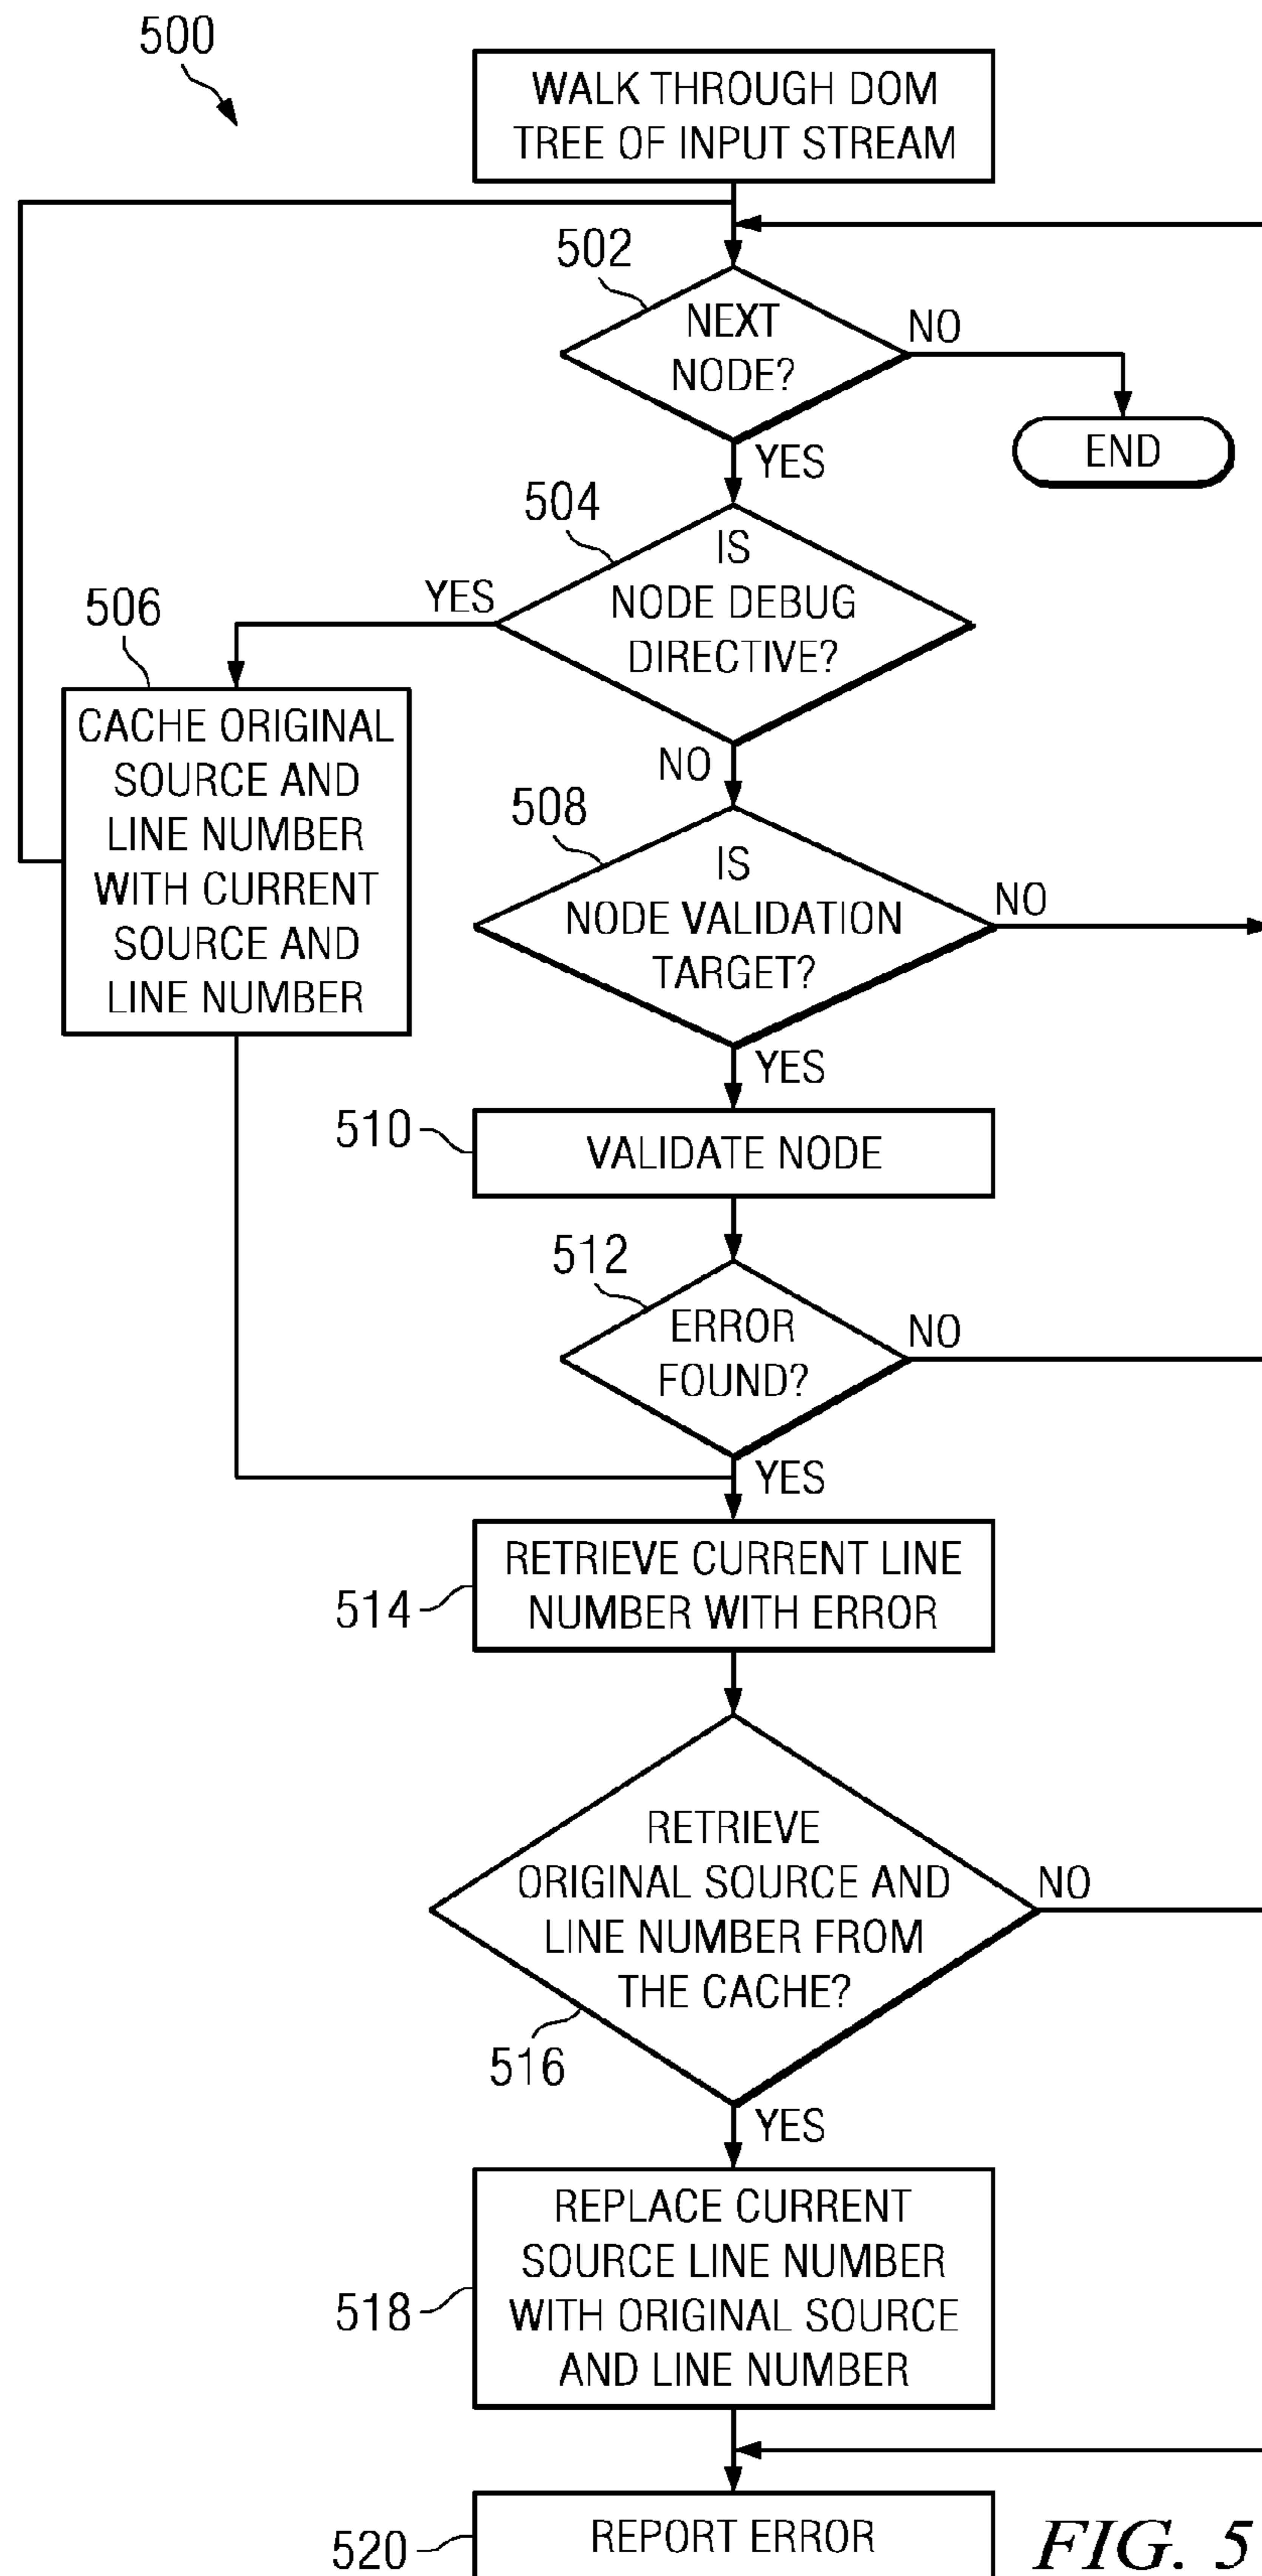 500
WALK THROUGH DOM
TREE OF INPUT STREAM
502
NEXT
NODE?
NO
END
YES
504
IS
NODE DEBUG
DIRECTIVE?
YES
506
CACHE ORIGINAL
SOURCE AND
LINE NUMBER
WITH CURRENT
SOURCE AND
LINE NUMBER
NO
508
IS
NODE VALIDATION
TARGET?
NO
YES
510
VALIDATE NODE
512
ERROR
FOUND?
NO
YES
514
RETRIEVE CURRENT LINE
NUMBER WITH ERROR
RETRIEVE
ORIGINAL SOURCE AND
LINE NUMBER FROM
THE CACHE?
NO
516
YES
518
REPLACE CURRENT
SOURCE LINE NUMBER
WITH ORIGINAL SOURCE
AND LINE NUMBER
520
REPORT ERROR
FIG. 5